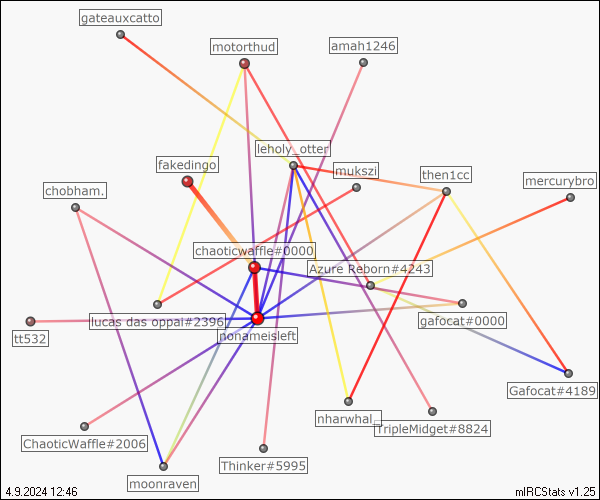 gateauxcatto
motorthud
amah1246
leholy_otter
fakedingo
mukszi
then1cc
mercurybro
chobham.
chaoticwaffle#0000
Azure Reborn#4243
lucas das oppai#2396
gafocat#0000
tt532
nonameisleft
Gafocat#4189
nharwhal_
TripleMidget#8824
ChaoticWaffle#2006
Thinker#5995
moonraven
4.9.2024 12:46
mIRCStats v1.25